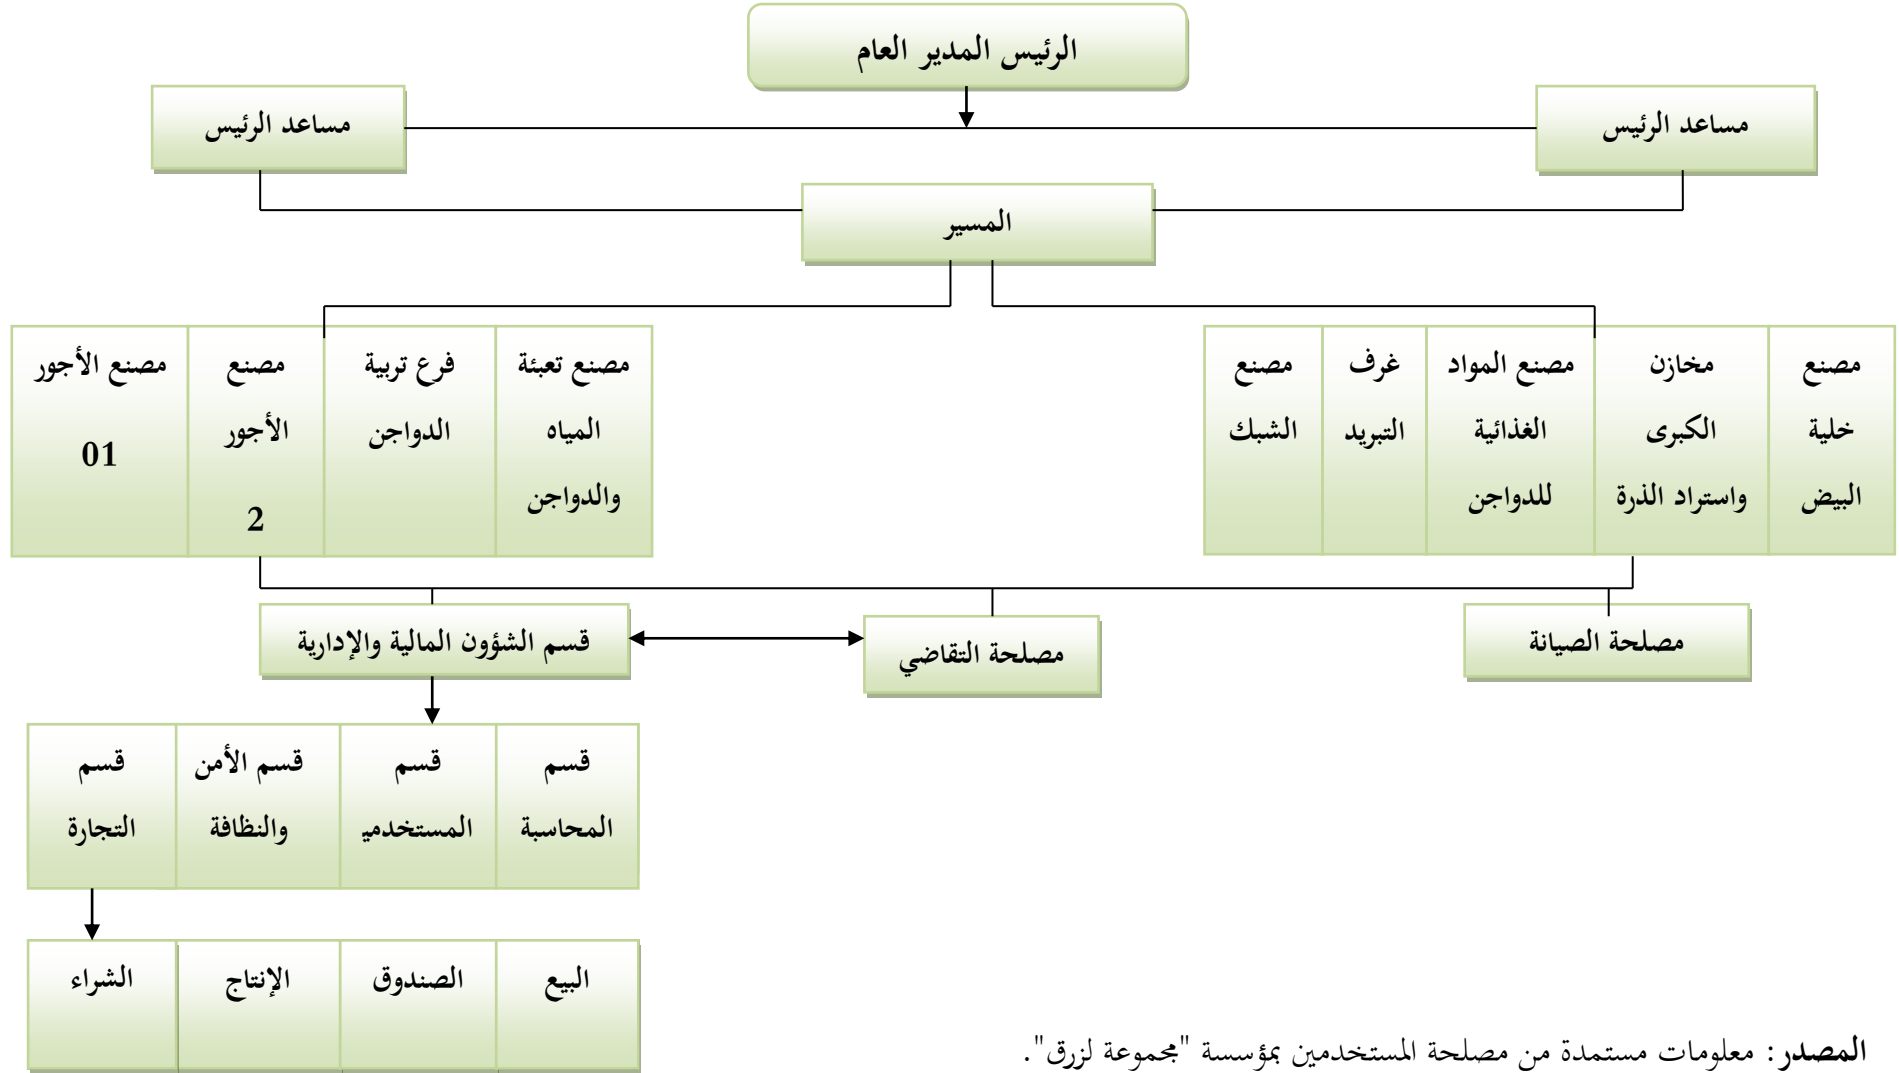 الرئيس المدير العام
مساعد الرئيس
مساعد الرئيس
المسير
مصنع
خلية
البيض
مخازن
الكبرى
واستراد الذرة
مصنع المواد
الغذائية
للدواجن
غرف
التبريد
مصنع
الشبك
مصنع تعبئة
المياه
والدواجن
فرع تربية
الدواجن
مصنع
الأجور
2
مصنع الأجور
01
مصلحة الصيانة
مصلحة التقاضي
قسم الشؤون المالية والإدارية
قسم
المحاسبة
قسم
المستخدمي
قسم الأمن
والنظافة
قسم
التجارة
البيع
الصندوق
الإنتاج
الشراء
المصدر: معلومات مستمدة من مصلحة المستخدمين بمؤسسة "مجموعة لزرق".